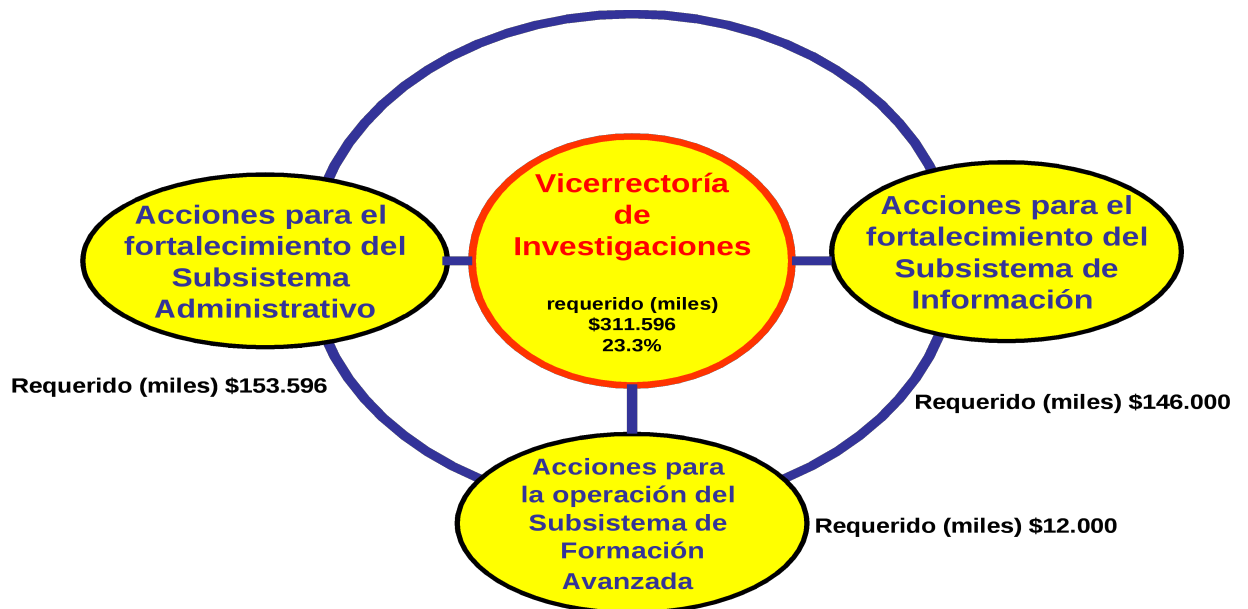 Vicerrectoría
de
Investigaciones
requerido (miles)
$311.596
23.3%
Acciones para el
fortalecimiento del
Subsistema
Administrativo
Requerido (miles) $153.596
Acciones para el
fortalecimiento del
Subsistema de
Información
Requerido (miles) $146.000
Acciones para
la operación del
Subsistema de
Formación
Avanzada
Requerido (miles) $12.000